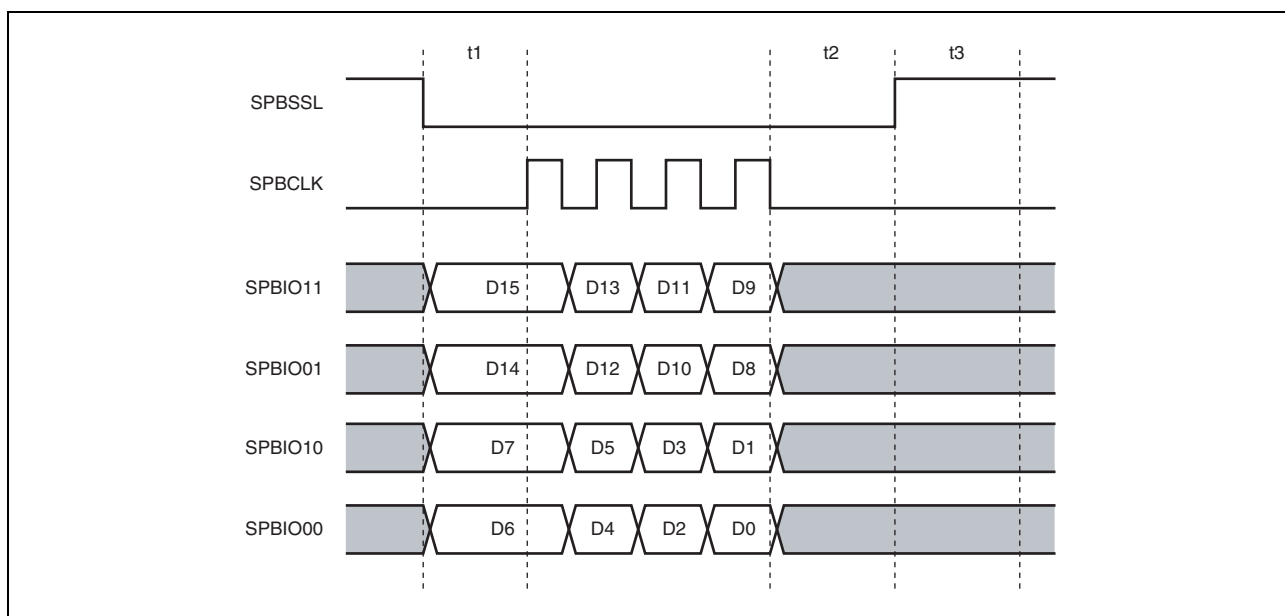 t1 t2 t3
SPBSSL
SPBCLK
SPBIO11 D15 D13 D11 D9
SPBIO01 D14 D12 D10 D8
SPBIO10 D7 D5 D3 D1
SPBIO00 D6 D4 D2 D0